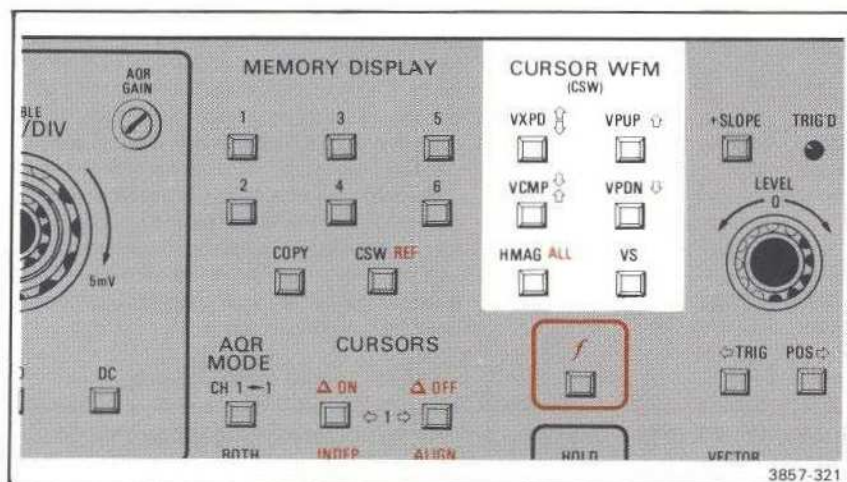 AQR
GAIN
BLE
/DIV
5mV
DC
MEMORY DISPLAY
1 3 5
2 4 6
COPY CSW REF
AQR
MODE
CH 1 ← 1
BOTH
CURSORS
Δ ON Δ OFF
⇦ 1 ⇨
INDEP ALIGN
CURSOR WFM
(CSW)
VXPD ⇧⇩ VPUP ⇧
VCMP ⇩⇧ VPDN ⇩
HMAG ALL VS
f
HOLD
+SLOPE TRIG'D
LEVEL
0
⇦TRIG POS⇨
VECTOR
3857-321